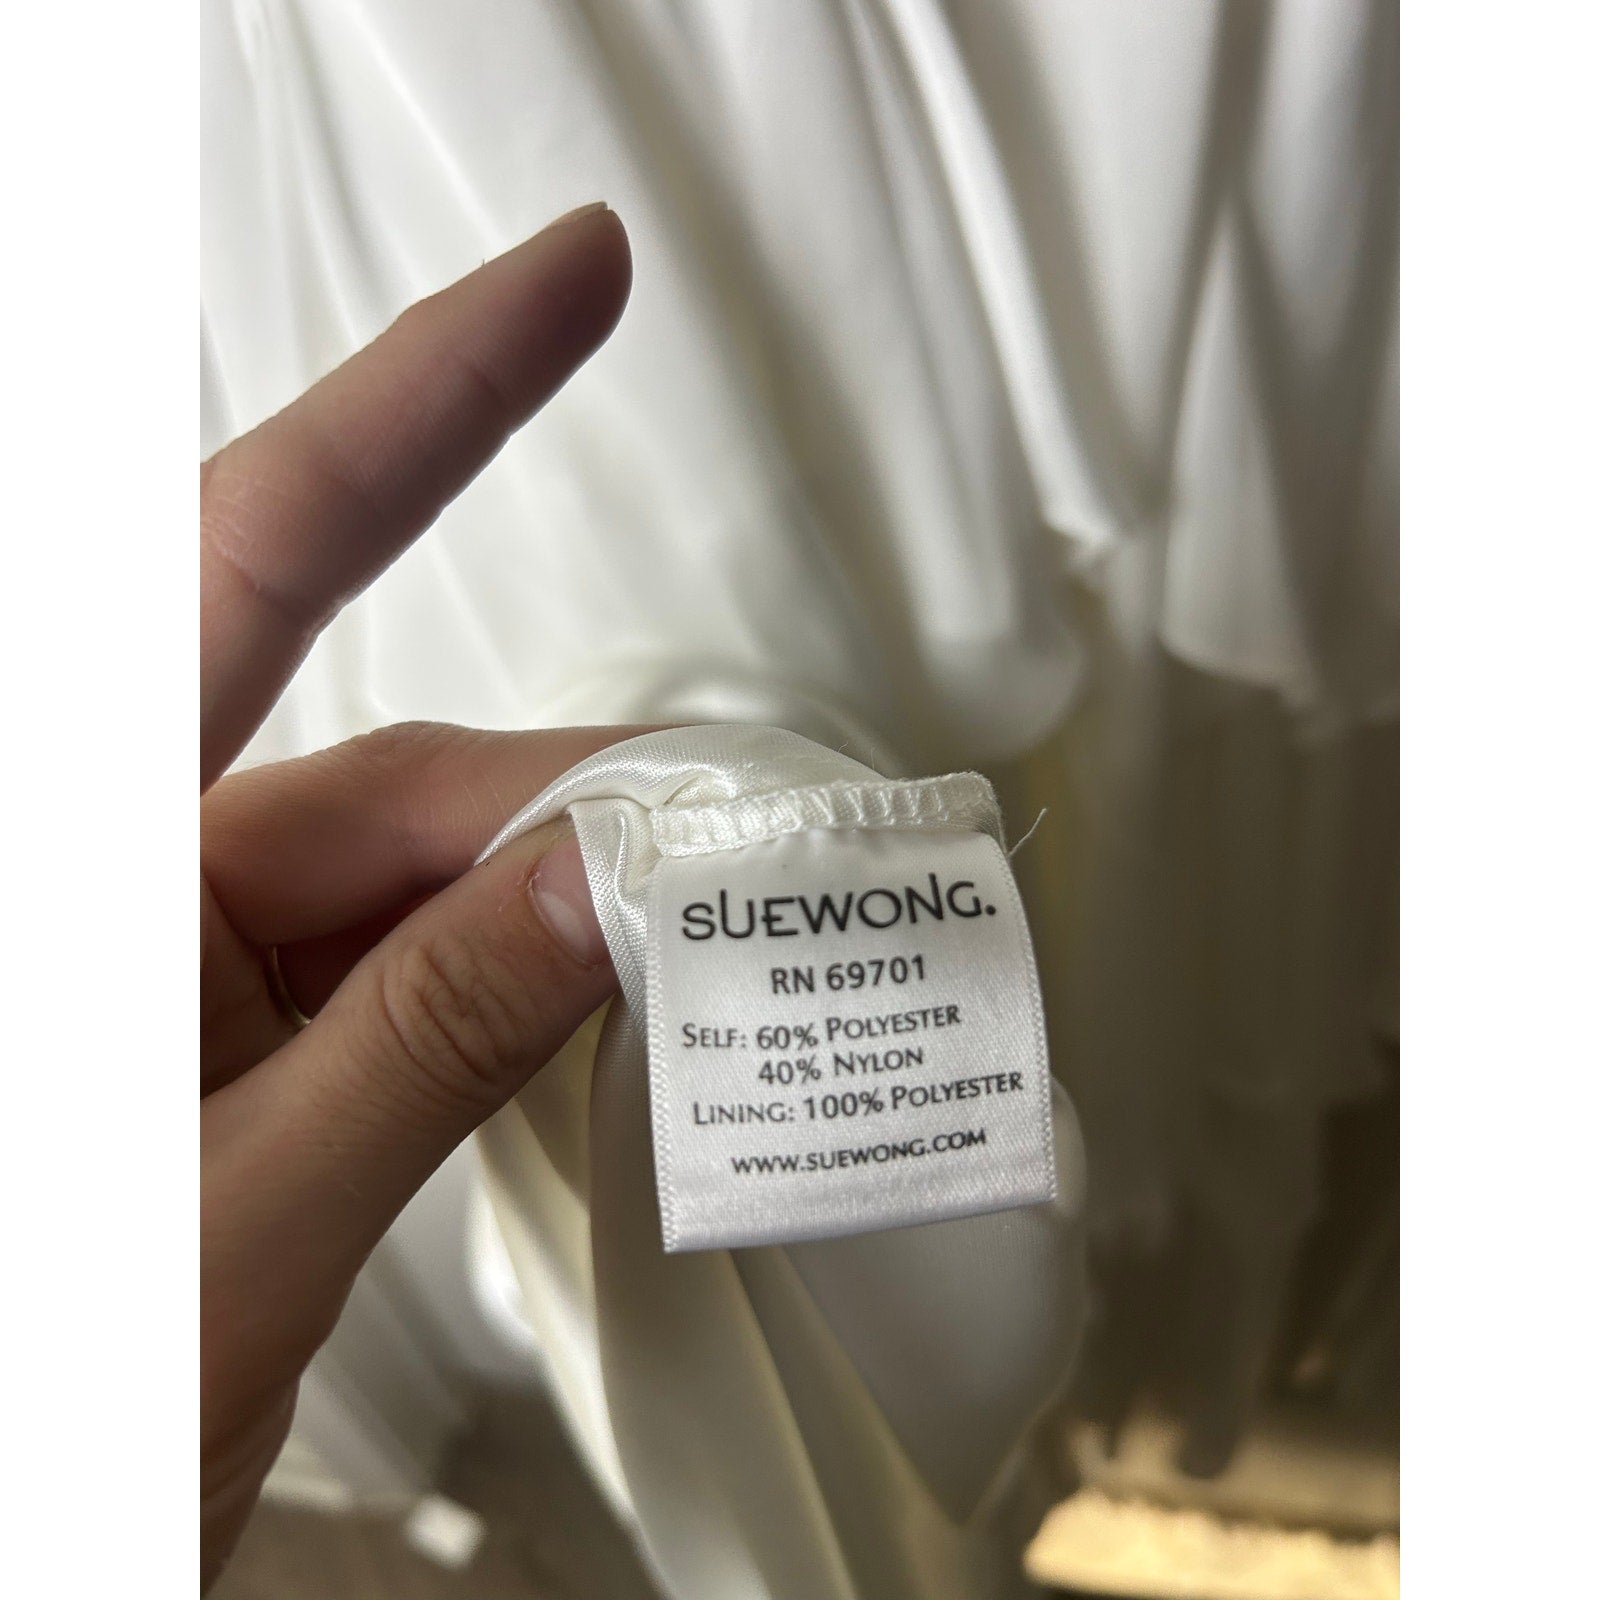 SUEWONG.
RN 69701
SELF: 60% POLYESTER
40% NYLON
LINING: 100% POLYESTER
WWW.SUEWONG.COM